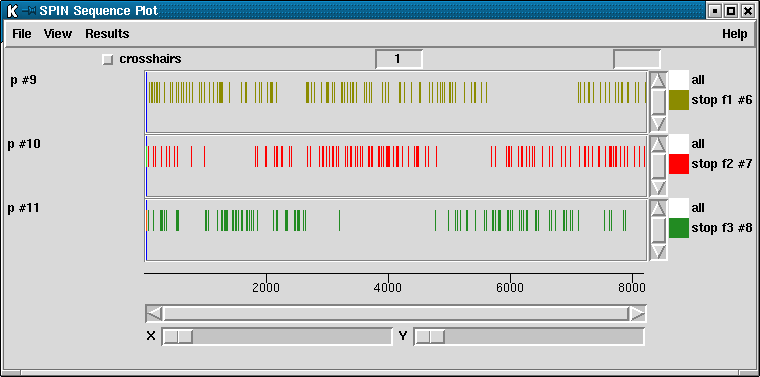 K SPIN Sequence Plot
File View Results Help
crosshairs 1
p #9 all
stop f1 #6
p #10 all
stop f2 #7
p #11 all
stop f3 #8
2000 4000 6000 8000
X Y